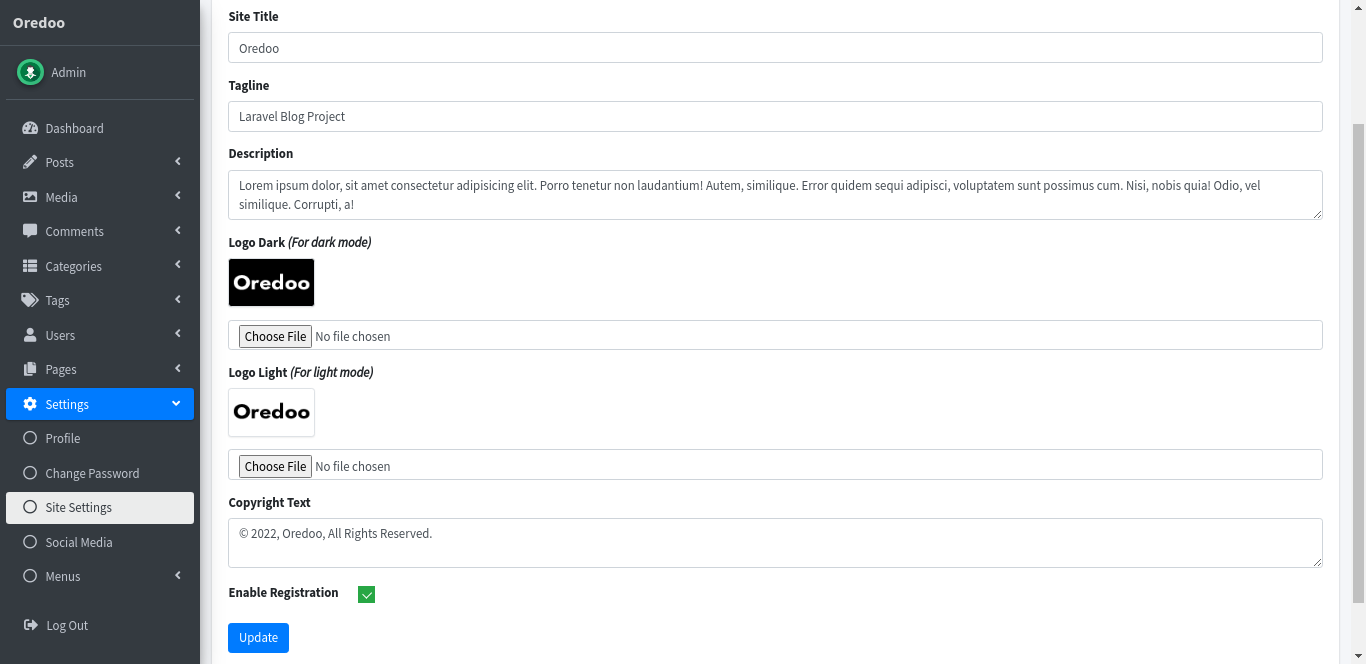 Oredoo
Admin
Dashboard
Posts
Media
Comments
Categories
Tags
Users
Pages
Settings
Profile
Change Password
Site Settings
Social Media
Menus
Log Out
Site Title
Oredoo
Tagline
Laravel Blog Project
Description
Lorem ipsum dolor, sit amet consectetur adipisicing elit. Porro tenetur non laudantium! Autem, similique. Error quidem sequi adipisci, voluptatem sunt possimus cum. Nisi, nobis quia! Odio, vel
similique. Corrupti, a!
Logo Dark (For dark mode)
Oredoo
Choose File No file chosen
Logo Light (For light mode)
Oredoo
Choose File No file chosen
Copyright Text
© 2022, Oredoo, All Rights Reserved.
Enable Registration
Update